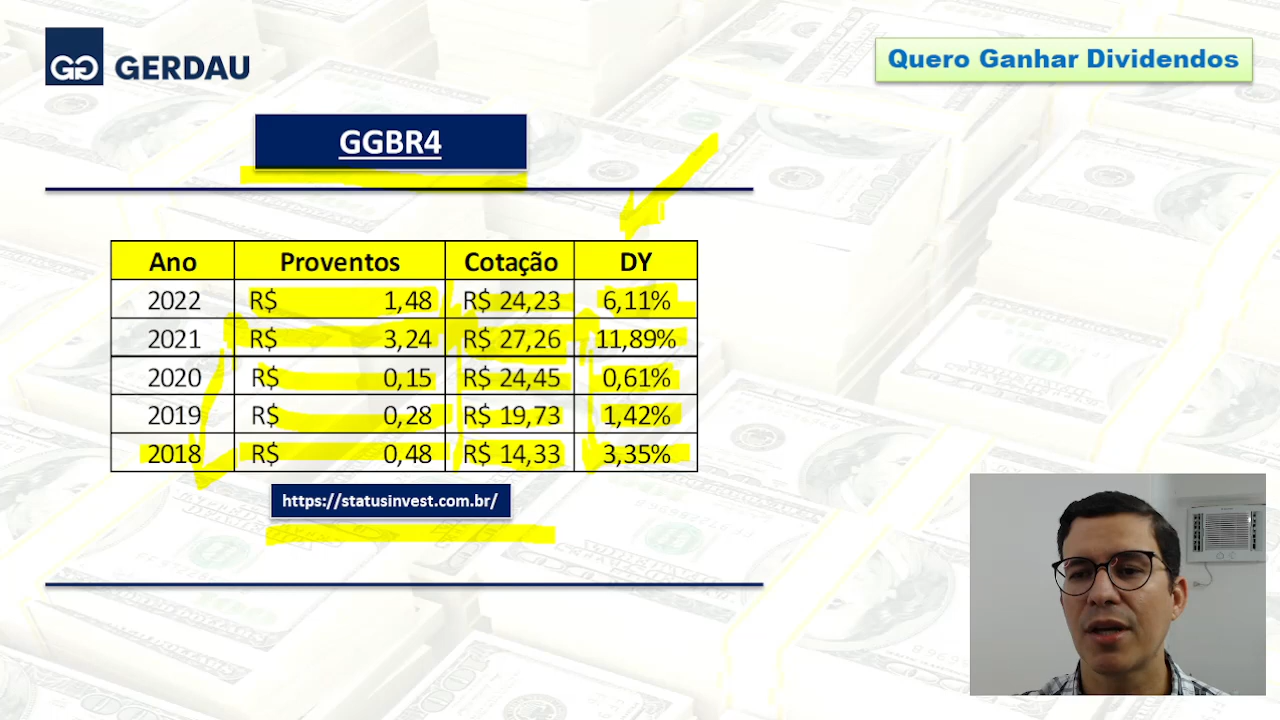 GERDAU
Quero Ganhar Dividendos
GGBR4
Ano Proventos Cotação DY
2022 R$ 1,48 R$ 24,23 6,11%
2021 R$ 3,24 R$ 27,26 11,89%
2020 R$ 0,15 R$ 24,45 0,61%
2019 R$ 0,28 R$ 19,73 1,42%
2018 R$ 0,48 R$ 14,33 3,35%
https://statusinvest.com.br/